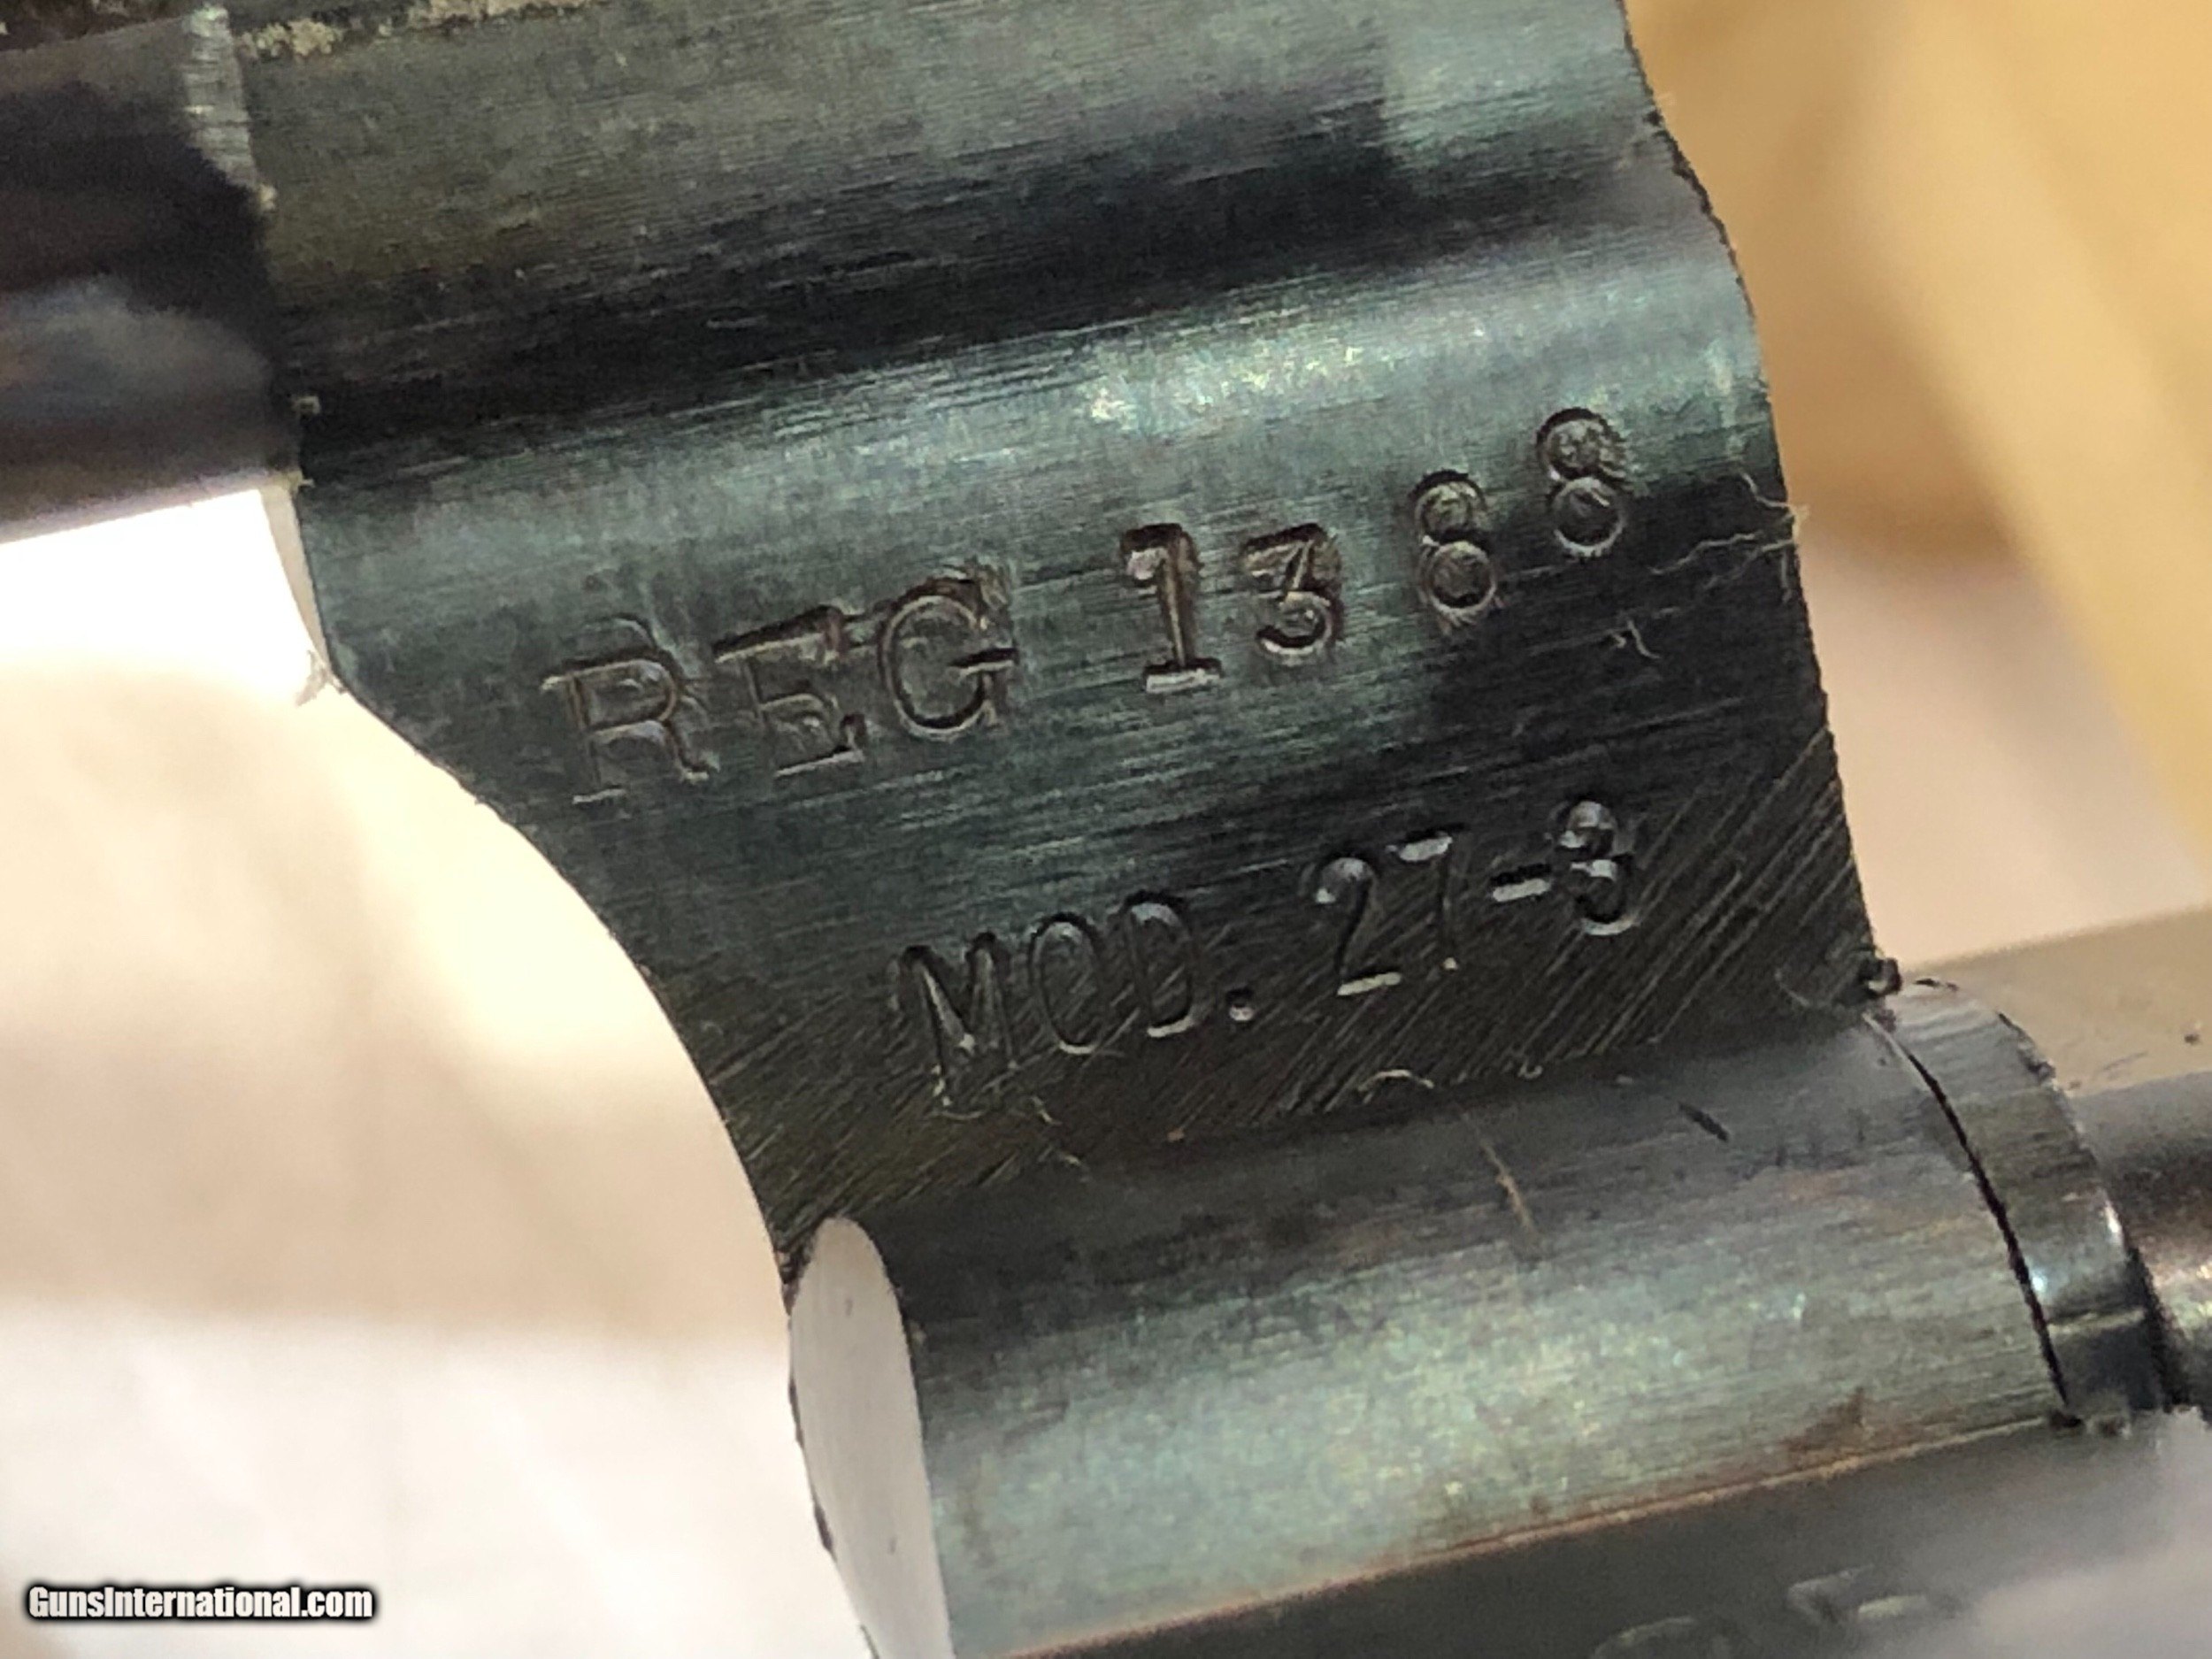 REG 1388
MOD. 27-3
GunsInternational.com